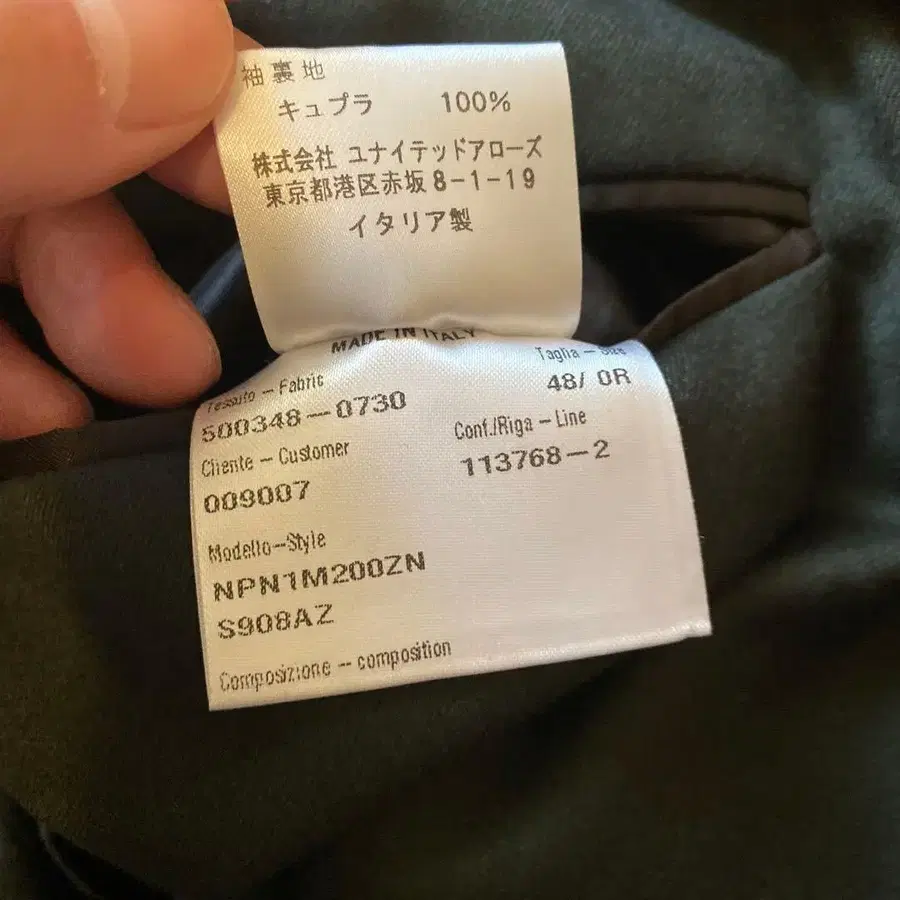 袖裏地
キュプラ 100%
株式会社 ユナイテッドアローズ
東京都港区赤坂8-1-19
イタリア製
MADE IN ITALY
Tessuto - Fabric
500348-0730
Taglia - Size
48/ 0R
Cliente - Customer
009007
Conf./Riga - Line
113768-2
Modello-Style
NPN1M200ZN
S908AZ
Composizione - composition